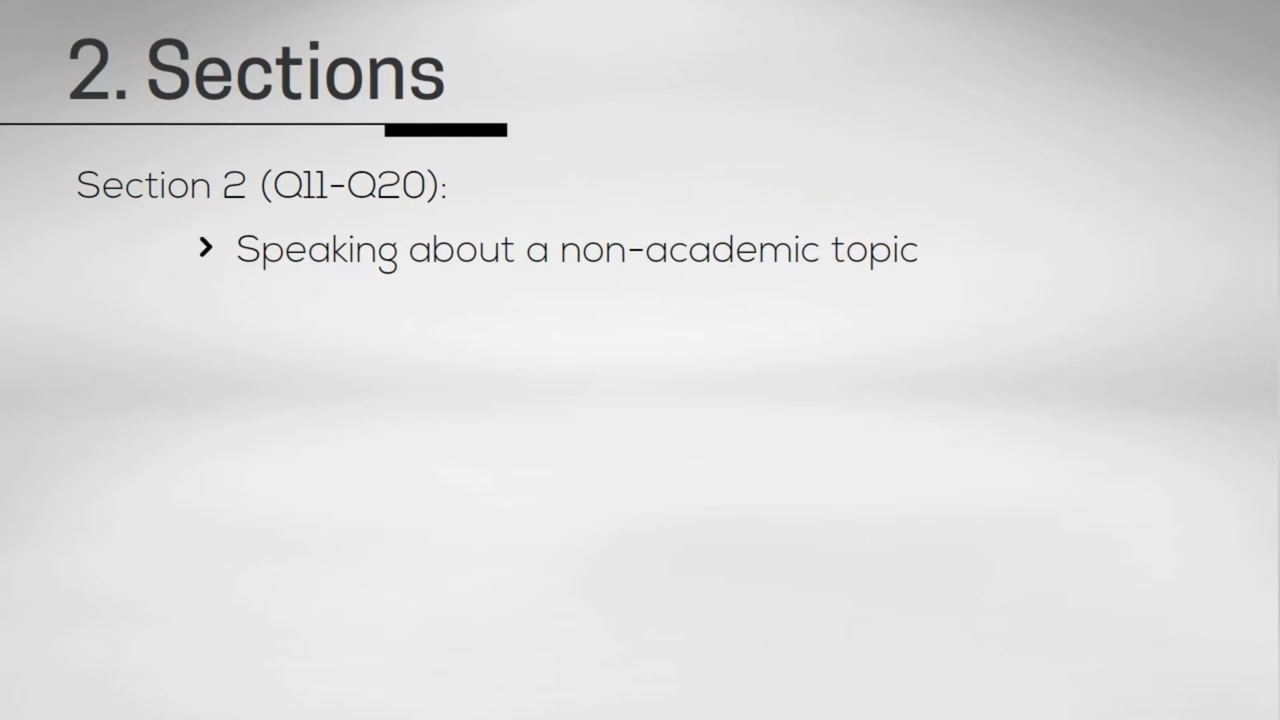 2. Sections
Section 2 (Q11-Q20):
› Speaking about a non-academic topic